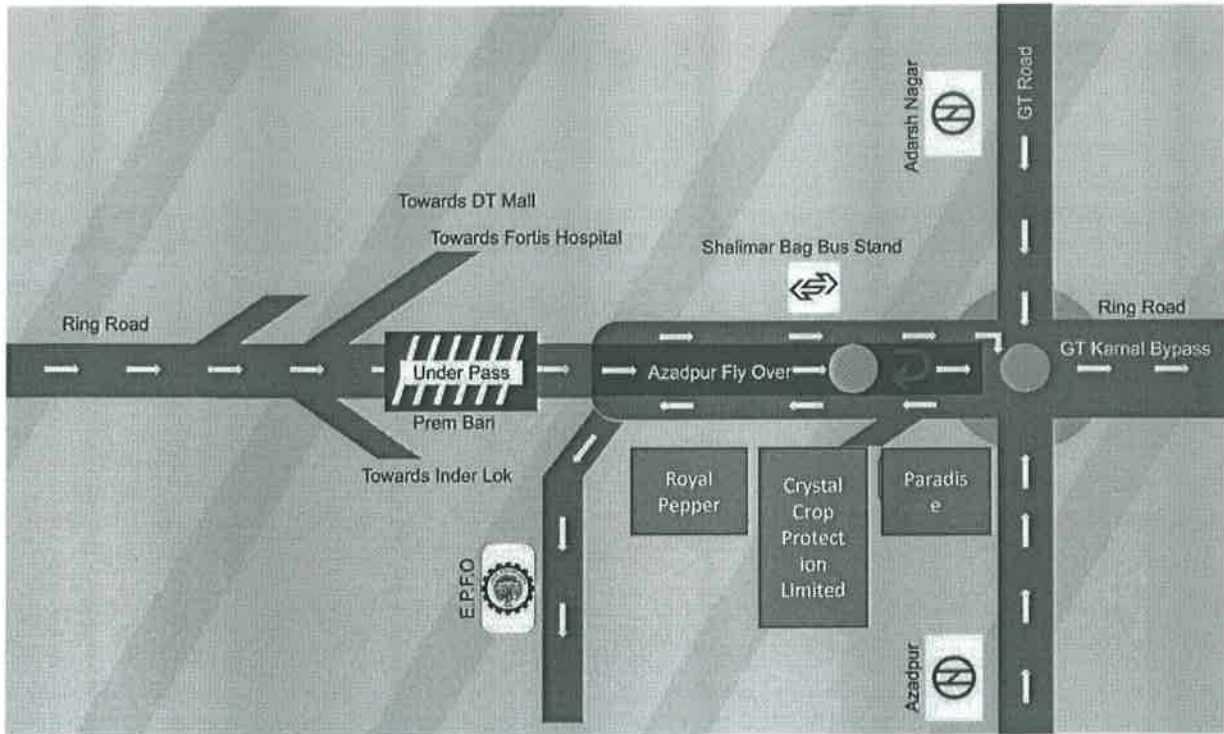 GT Road
Adarsh Nagar
Towards DT Mall
Towards Fortis Hospital
Shalimar Bag Bus Stand
Ring Road
Ring Road
GT Karnal Bypass
Under Pass
Azadpur Fly Over
Prem Bari
Towards Inder Lok
Royal
Pepper
Crystal
Crop
Protect
ion
Limited
Paradis
e
E.P.F.O
Azadpur